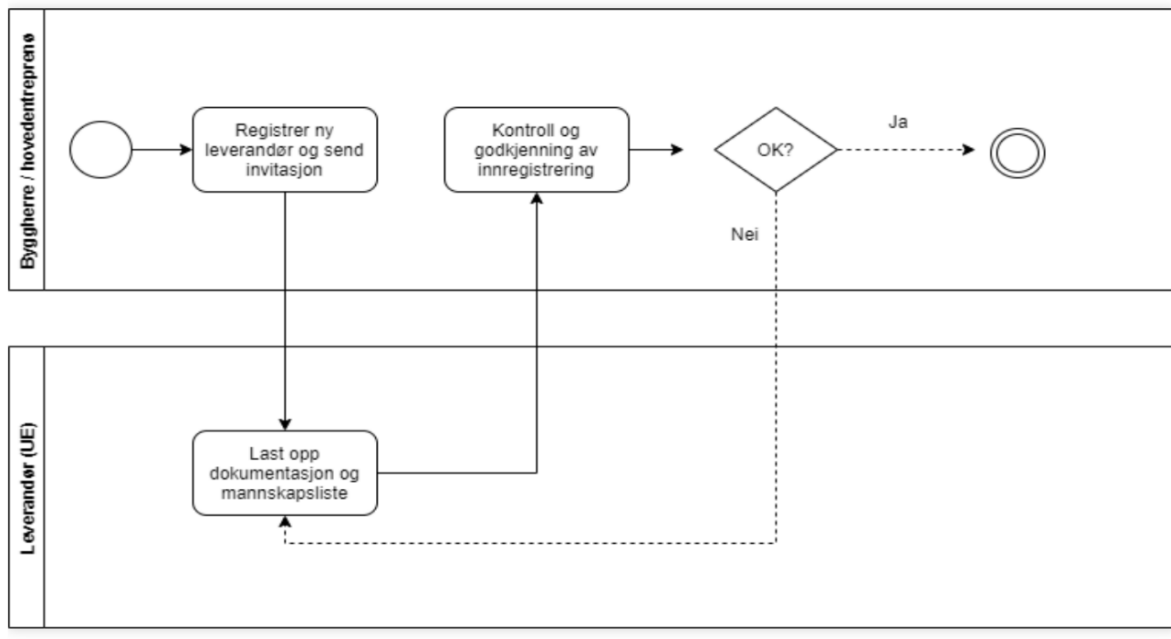 Byggherre / hovedentreprenø
Registrer ny
leverandør og send
invitasjon
Kontroll og
godkjenning av
innregistrering
OK?
Ja
Nei
Leverandør (UE)
Last opp
dokumentasjon og
mannskapsliste